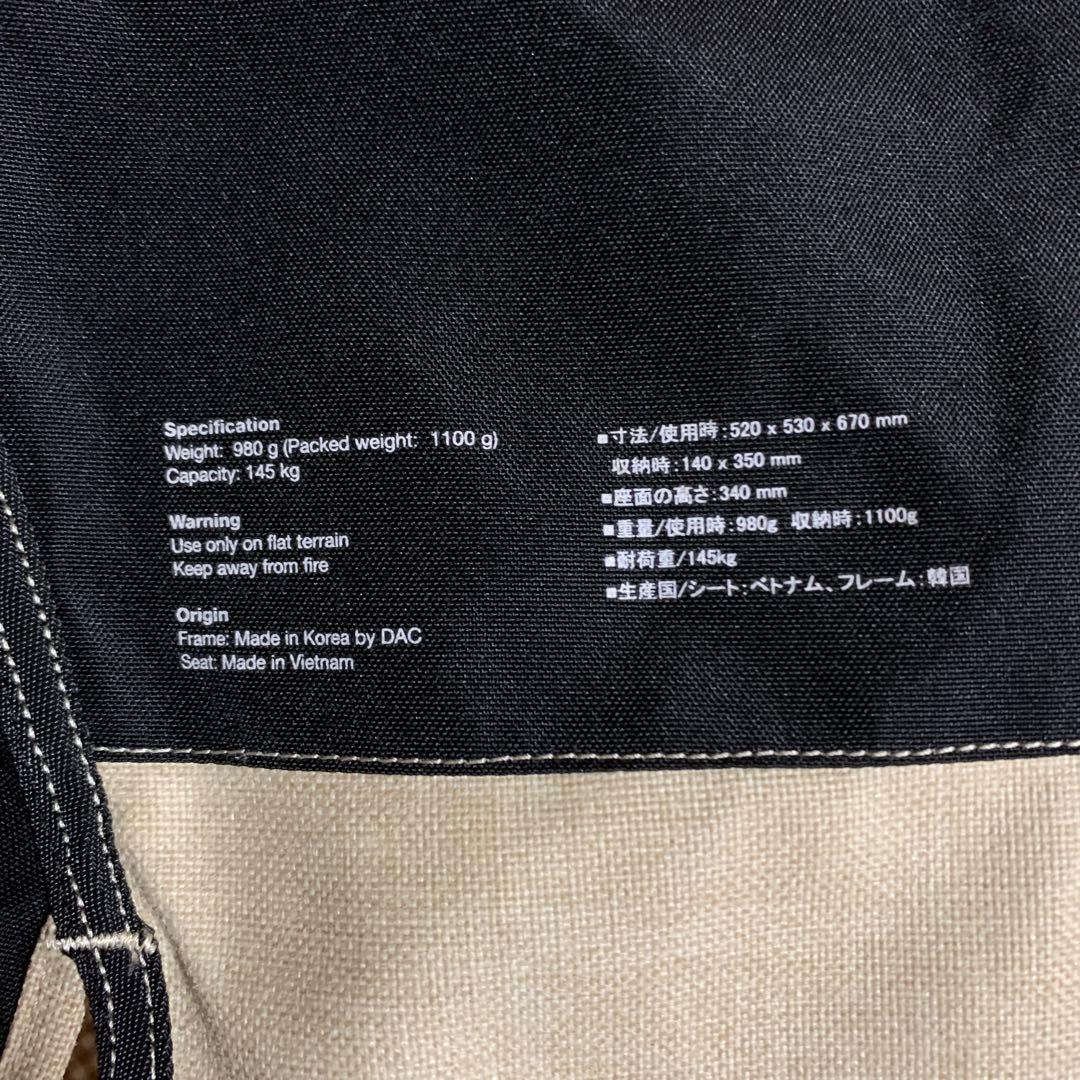 Specification
Weight: 980 g (Packed weight: 1100 g)
Capacity: 145 kg
Warning
Use only on flat terrain
Keep away from fire
Origin
Frame: Made in Korea by DAC
Seat: Made in Vietnam
■寸法/使用時:520 x 530 x 670 mm
収納時:140 x 350 mm
■座面の高さ:340 mm
■重量/使用時:980g 収納時:1100g
■耐荷重/145kg
■生産国/シート:ベトナム、フレーム:韓国